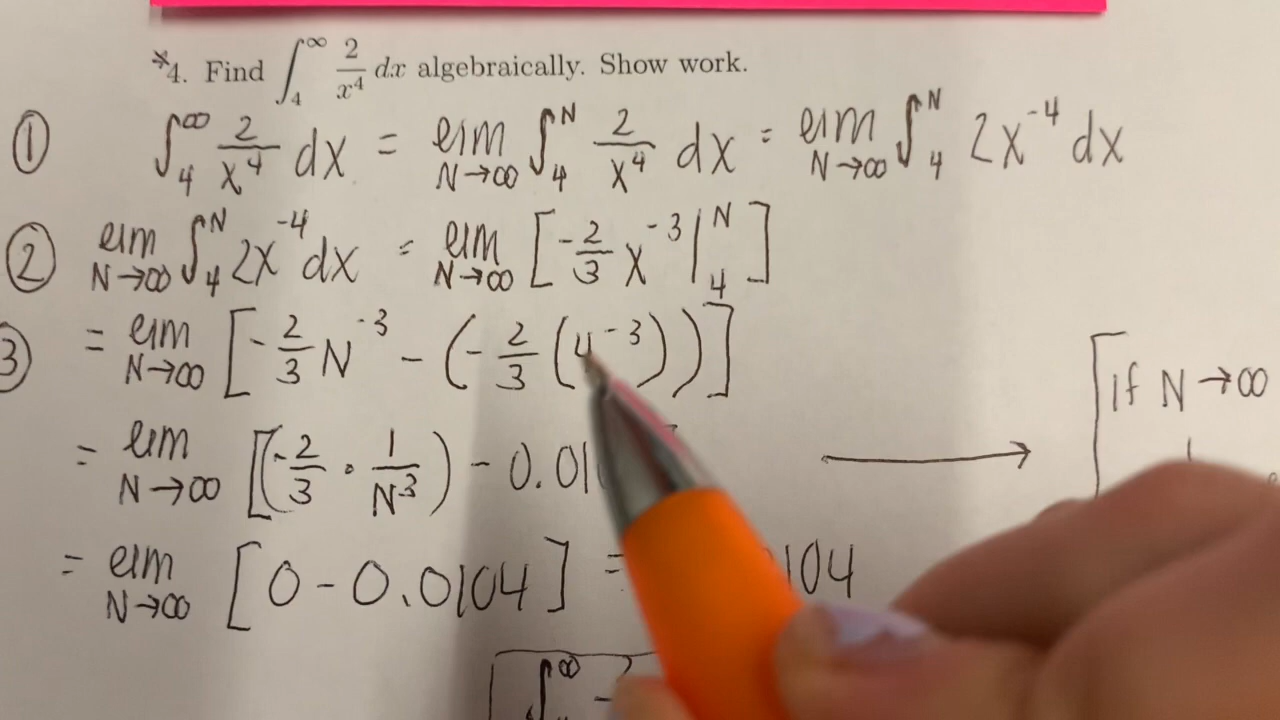 *4. Find ∫₄^∞ 2/x⁴ dx algebraically. Show work.
① ∫₄^∞ 2/x⁴ dx = lim N→∞ ∫₄^N 2/x⁴ dx = lim N→∞ ∫₄^N 2x⁻⁴ dx
② lim N→∞ ∫₄^N 2x⁻⁴ dx = lim N→∞ [-2/3 x⁻³ |₄^N]
③ = lim N→∞ [-2/3 N⁻³ - (-2/3 (4⁻³))]
= lim N→∞ [(-2/3 · 1/N³) - 0.01
if N→∞
= lim N→∞ [0 - 0.0104] = 104
∫ ∞